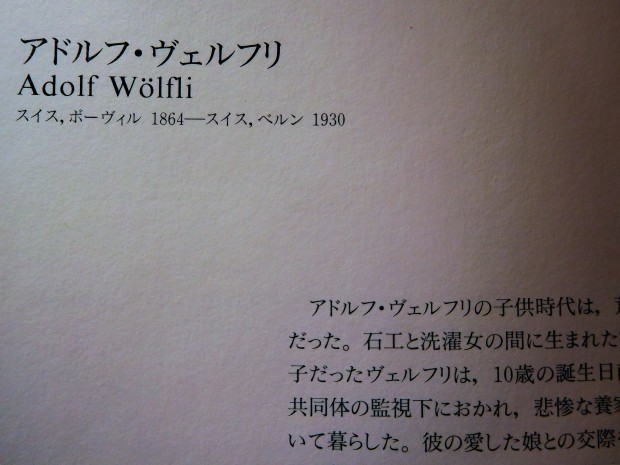 アドルフ・ヴェルフリ
Adolf Wölfli
スイス, ボーヴィル 1864—スイス, ベルン 1930
アドルフ・ヴェルフリの子供時代は,
だった。石工と洗濯女の間に生まれた
子だったヴェルフリは, 10歳の誕生日
共同体の監視下におかれ, 悲惨な養
いて暮らした。彼の愛した娘との交際